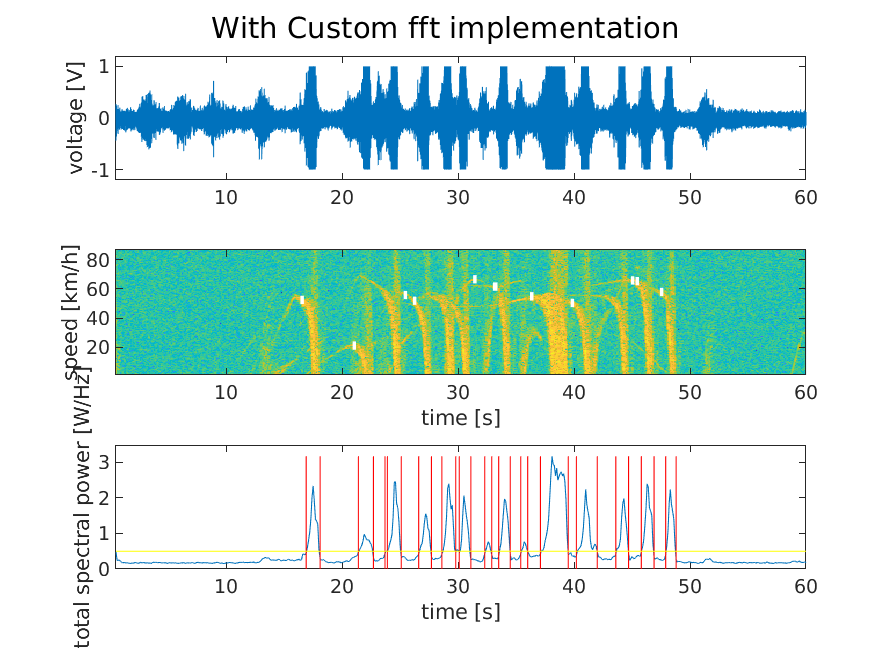 With Custom fft implementation
voltage [V]
1
0
-1
10 20 30 40 50 60
speed [km/h]
80
60
40
20
10 20 30 40 50 60
time [s]
total spectral power [W/Hz]
3
2
1
0
10 20 30 40 50 60
time [s]